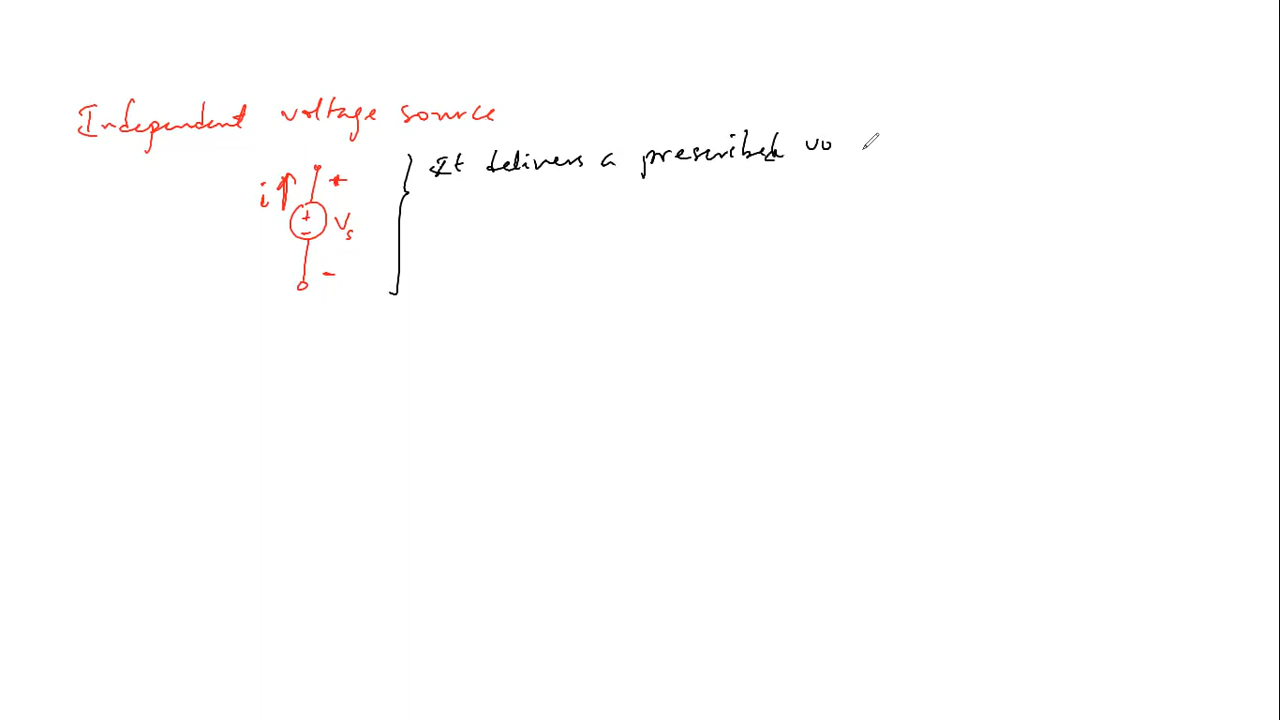 Independent voltage source
It delivers a prescribed vo
i
+
+
-
Vs
-